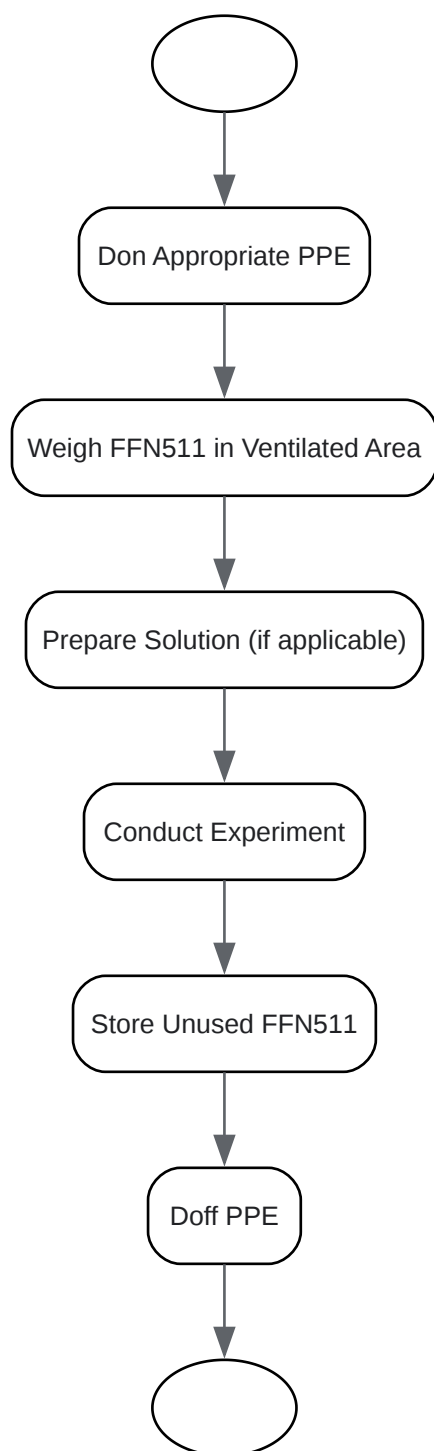 Don Appropriate PPE
Weigh FFN511 in Ventilated Area
Prepare Solution (if applicable)
Conduct Experiment
Store Unused FFN511
Doff PPE